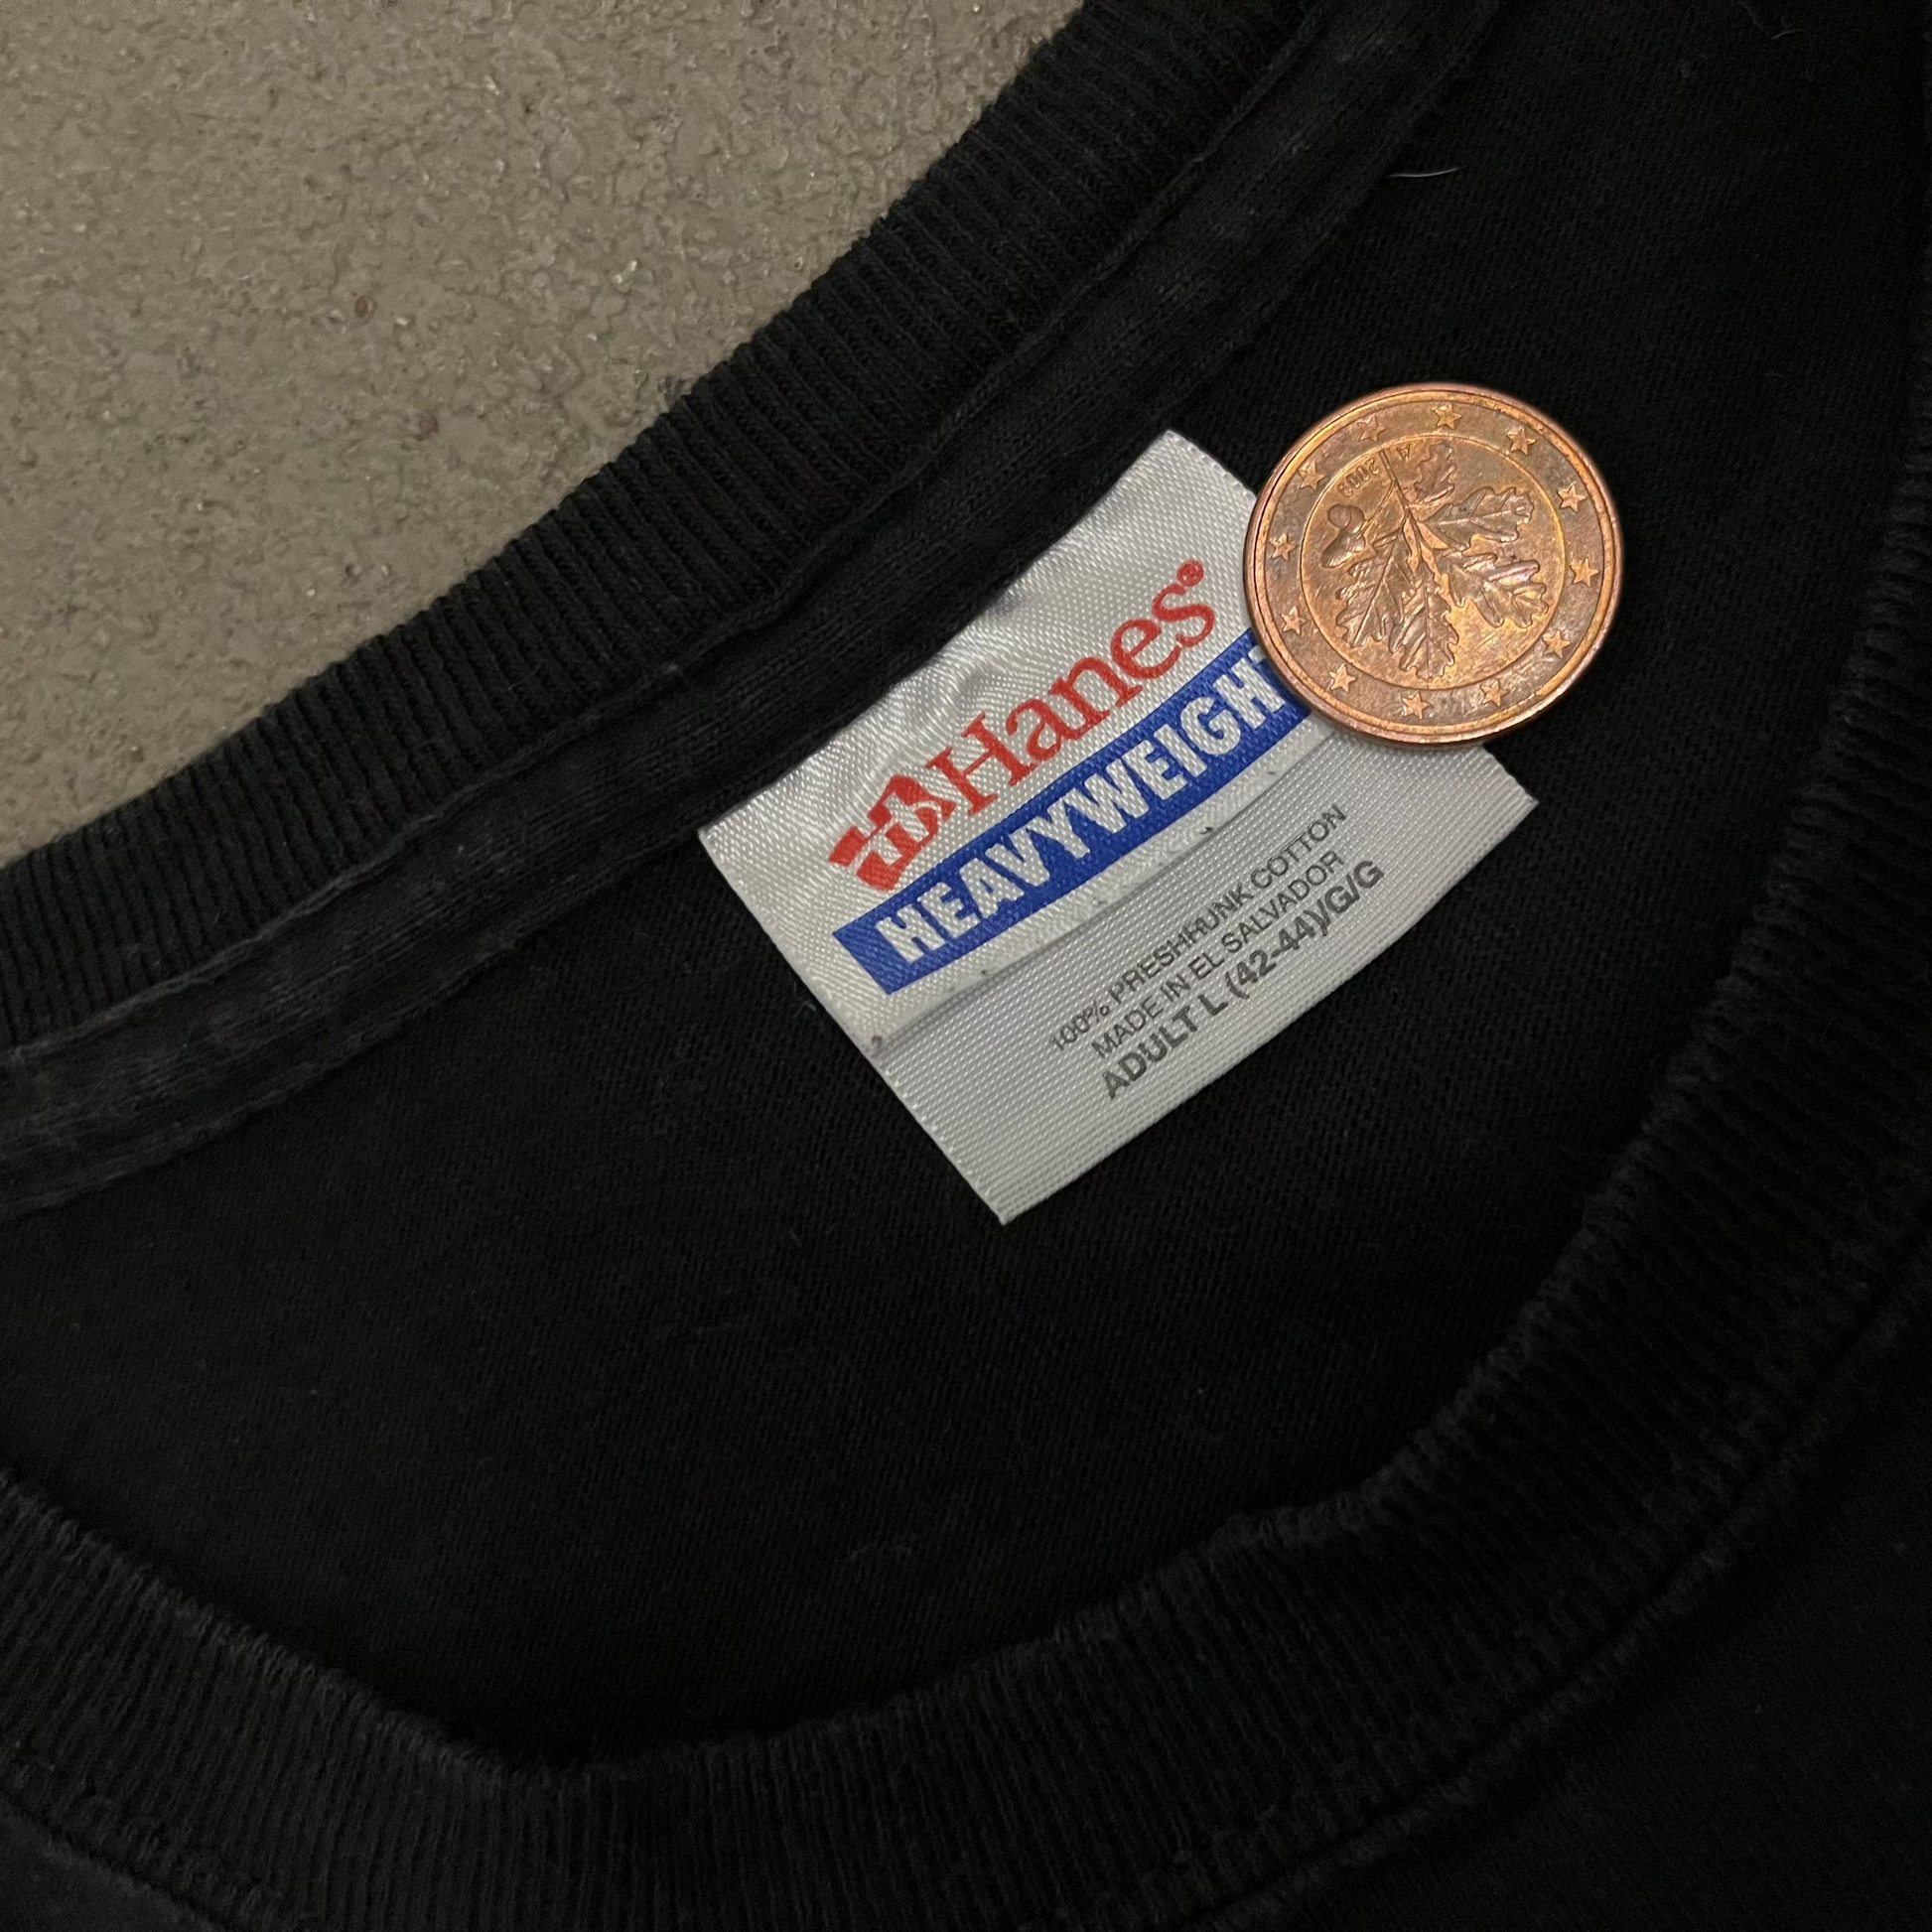 Hanes®
HEAVYWEIGHT
100% PRESHRUNK COTTON
MADE IN EL SALVADOR
ADULT L (42-44)/G/G
A